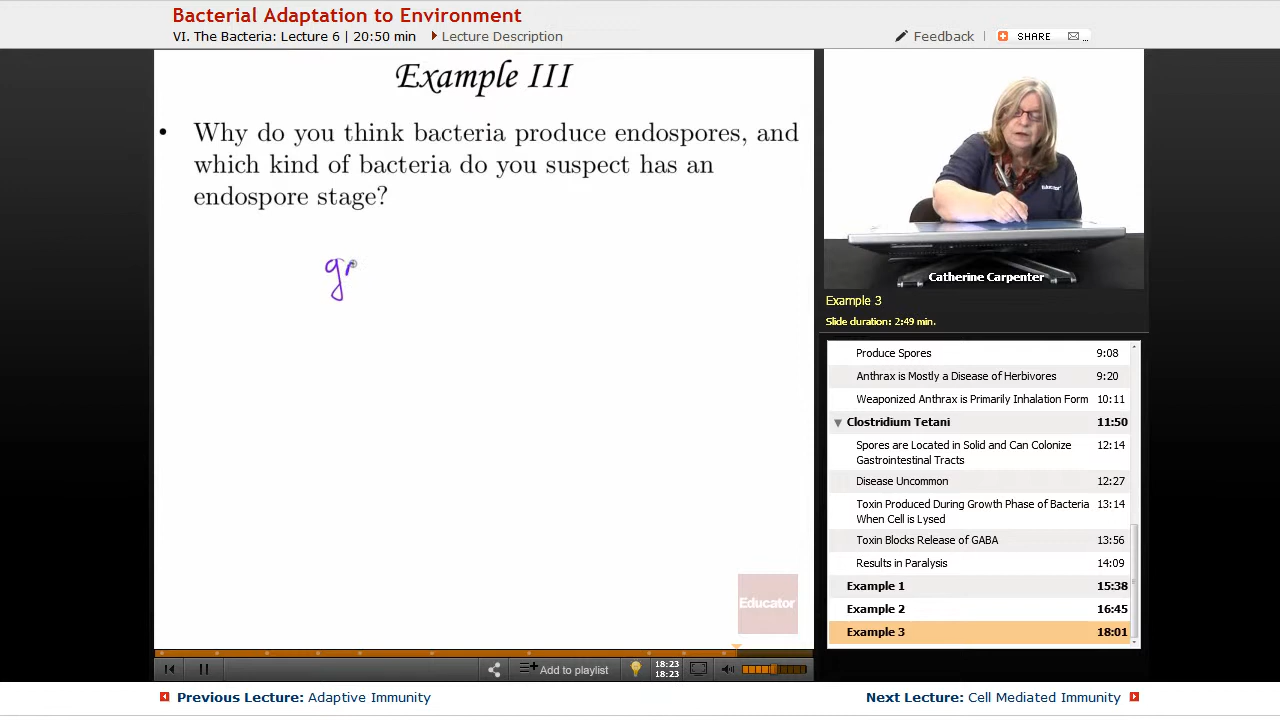 Bacterial Adaptation to Environment
VI. The Bacteria: Lecture 6 | 20:50 min
Lecture Description
Feedback
SHARE
Example III
• Why do you think bacteria produce endospores, and
which kind of bacteria do you suspect has an
endospore stage?
gr
Educator
Educator
Catherine Carpenter
Example 3
Slide duration: 2:49 min.
Produce Spores 9:08
Anthrax is Mostly a Disease of Herbivores 9:20
Weaponized Anthrax is Primarily Inhalation Form 10:11
Clostridium Tetani 11:50
Spores are Located in Solid and Can Colonize 12:14
Gastrointestinal Tracts
Disease Uncommon 12:27
Toxin Produced During Growth Phase of Bacteria 13:14
When Cell is Lysed
Toxin Blocks Release of GABA 13:56
Results in Paralysis 14:09
Example 1 15:38
Example 2 16:45
Example 3 18:01
Add to playlist
18:23
18:23
Previous Lecture: Adaptive Immunity
Next Lecture: Cell Mediated Immunity